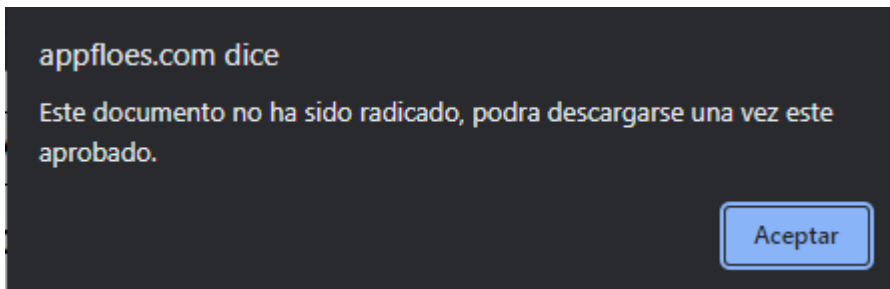 appfloes.com dice
Este documento no ha sido radicado, podra descargarse una vez este
aprobado.
Aceptar